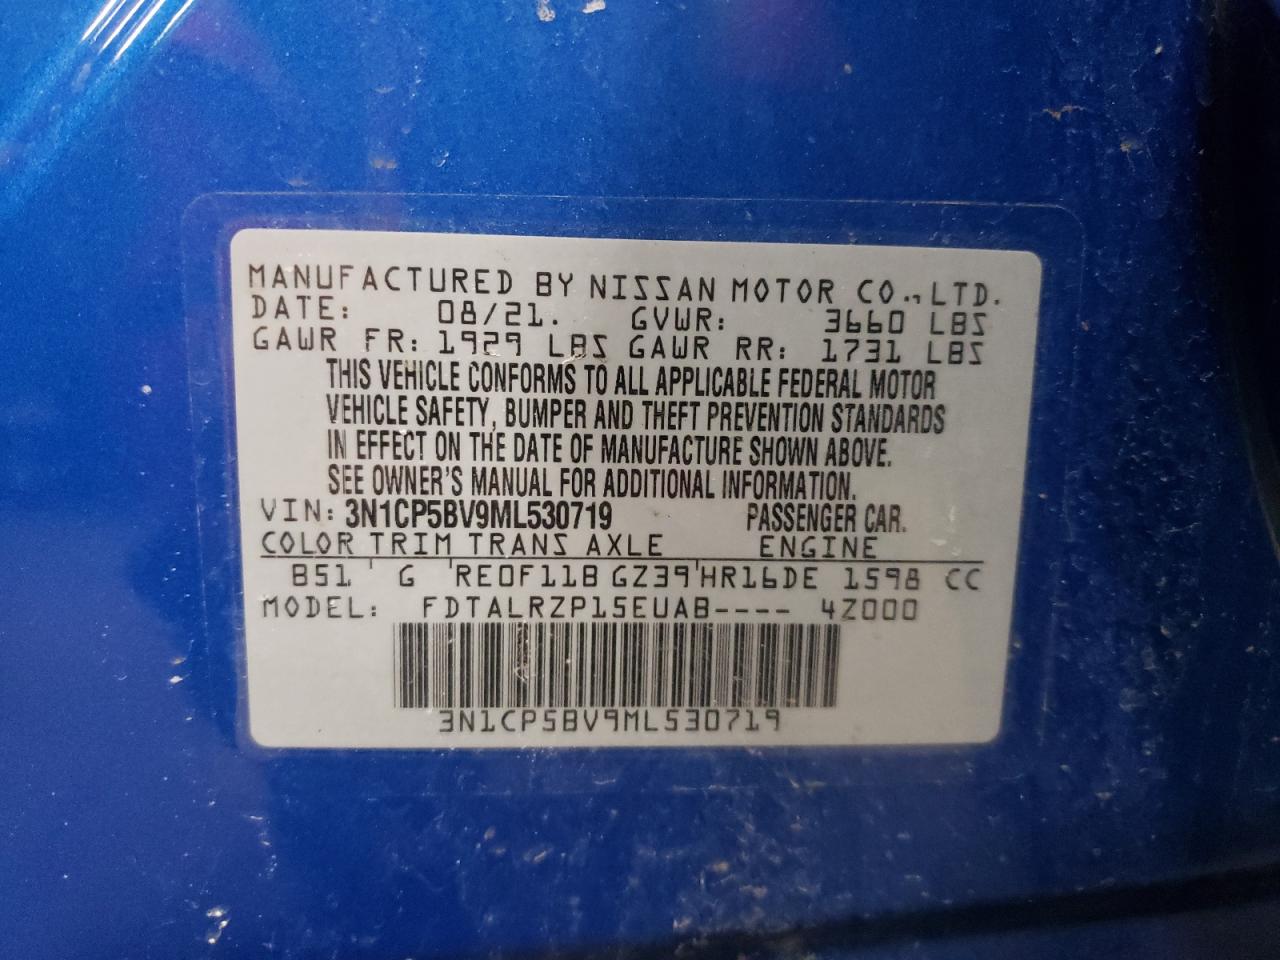 MANUFACTURED BY NISSAN MOTOR CO., LTD.
DATE: 08/21. GVWR: 3660 LBS
GAWR FR: 1929 LBS GAWR RR: 1731 LBS
THIS VEHICLE CONFORMS TO ALL APPLICABLE FEDERAL MOTOR
VEHICLE SAFETY, BUMPER AND THEFT PREVENTION STANDARDS
IN EFFECT ON THE DATE OF MANUFACTURE SHOWN ABOVE.
SEE OWNER'S MANUAL FOR ADDITIONAL INFORMATION.
VIN: 3N1CP5BV9ML530719 PASSENGER CAR.
COLOR TRIM TRANS AXLE ENGINE
B51 ' G ' RE0F11B GZ39 ' HR16DE 1598 CC
MODEL: FDTALRZP15EUAB---- 4Z000
3N1CP5BV9ML530719